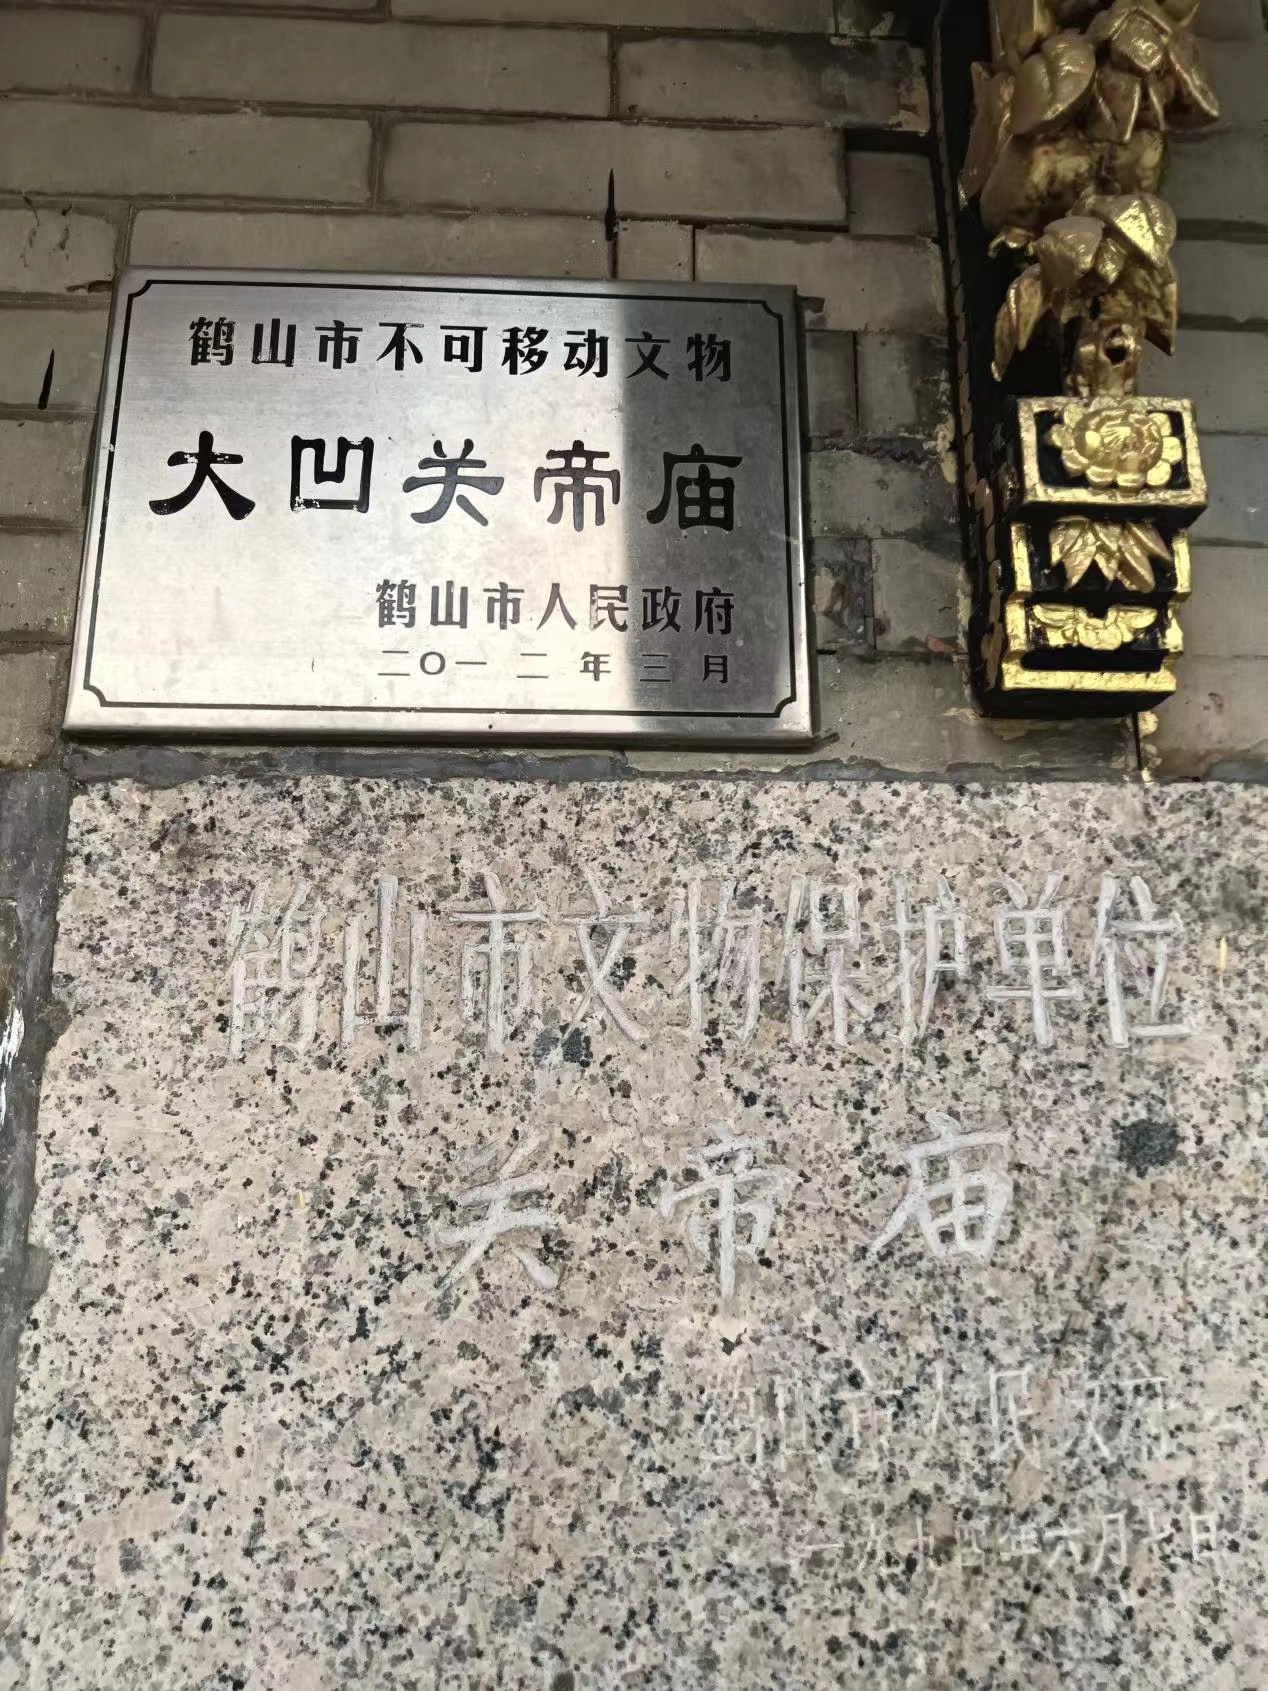 鹤山市不可移动文物
大凹关帝庙
鹤山市人民政府
二〇一二年三月
鹤山市文物保护单位
关帝庙
鹤山市人民政府